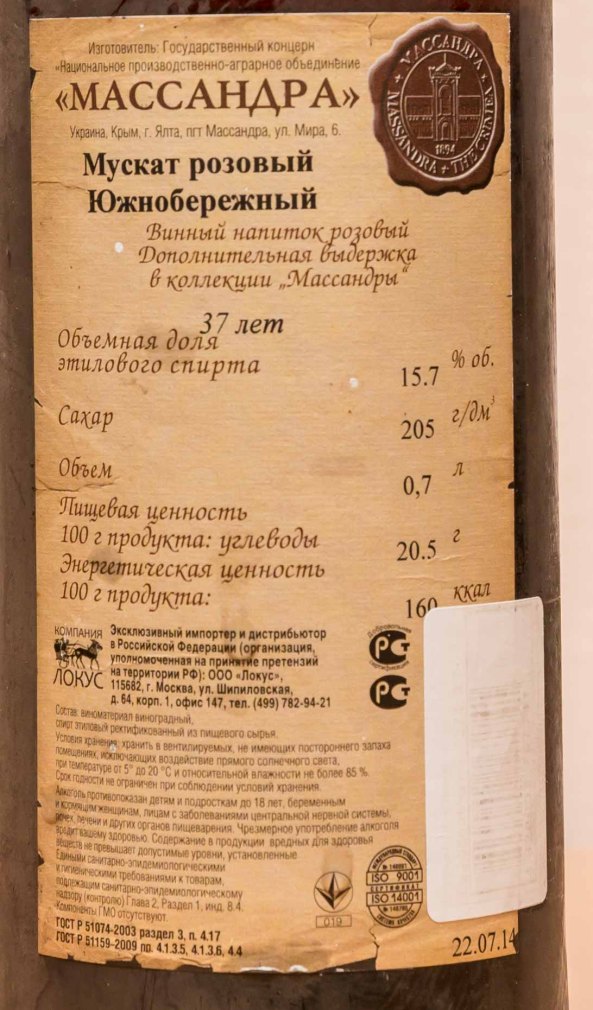 Изготовитель: Государственный концерн
«Национальное производственно-аграрное объединение
«МАССАНДРА»
Украина, Крым, г. Ялта, пгт Массандра, ул. Мира, 6.
МАССАНДРА
MASSANDRA
THE CRIMEA
1894
Мускат розовый
Южнобережный
Винный напиток розовый
Дополнительная выдержка
в коллекции „Массандры“
37 лет
Объемная доля
этилового спирта
15.7 % об.
Сахар
205 г/дм³
Объем
0,7 л
Пищевая ценность
100 г продукта: углеводы
20.5 г
Энергетическая ценность
100 г продукта:
160 ккал
КОМПАНИЯ
ЛОКУС
Эксклюзивный импортер и дистрибьютор
в Российской Федерации (организация,
уполномоченная на принятие претензий
на территории РФ): ООО «Локус»,
115682, г. Москва, ул. Шипиловская,
д. 64, корп. 1, офис 147, тел. (499) 782-94-21
Добровольная
сертификация
Состав: виноматериал виноградный,
спирт этиловый ректификованный из пищевого сырья.
Условия хранения: хранить в вентилируемых, не имеющих постороннего запаха
помещениях, исключающих воздействие прямого солнечного света,
при температуре от 5° до 20 °С и относительной влажности не более 85 %.
Срок годности не ограничен при соблюдении условий хранения.
Алкоголь противопоказан детям и подросткам до 18 лет, беременным
и кормящим женщинам, лицам с заболеваниями центральной нервной системы,
почек, печени и других органов пищеварения. Чрезмерное употребление алкоголя
вредит вашему здоровью. Содержание в продукции вредных для здоровья
веществ не превышает допустимые уровни, установленные
Едиными санитарно-эпидемиологическими
и гигиеническими требованиями к товарам,
подлежащим санитарно-эпидемиологическому
надзору (контролю) Глава 2, Раздел 1, инд. 8.4.
Компоненты ГМО отсутствуют.
ГОСТ Р 51074-2003 раздел 3, п. 4.17
ГОСТ Р 51159-2009 пп. 4.1.3.5, 4.1.3.6, 4.4
019
ISO 9001
СЕРТИФИКАТ
ISO 14001
22.07.14